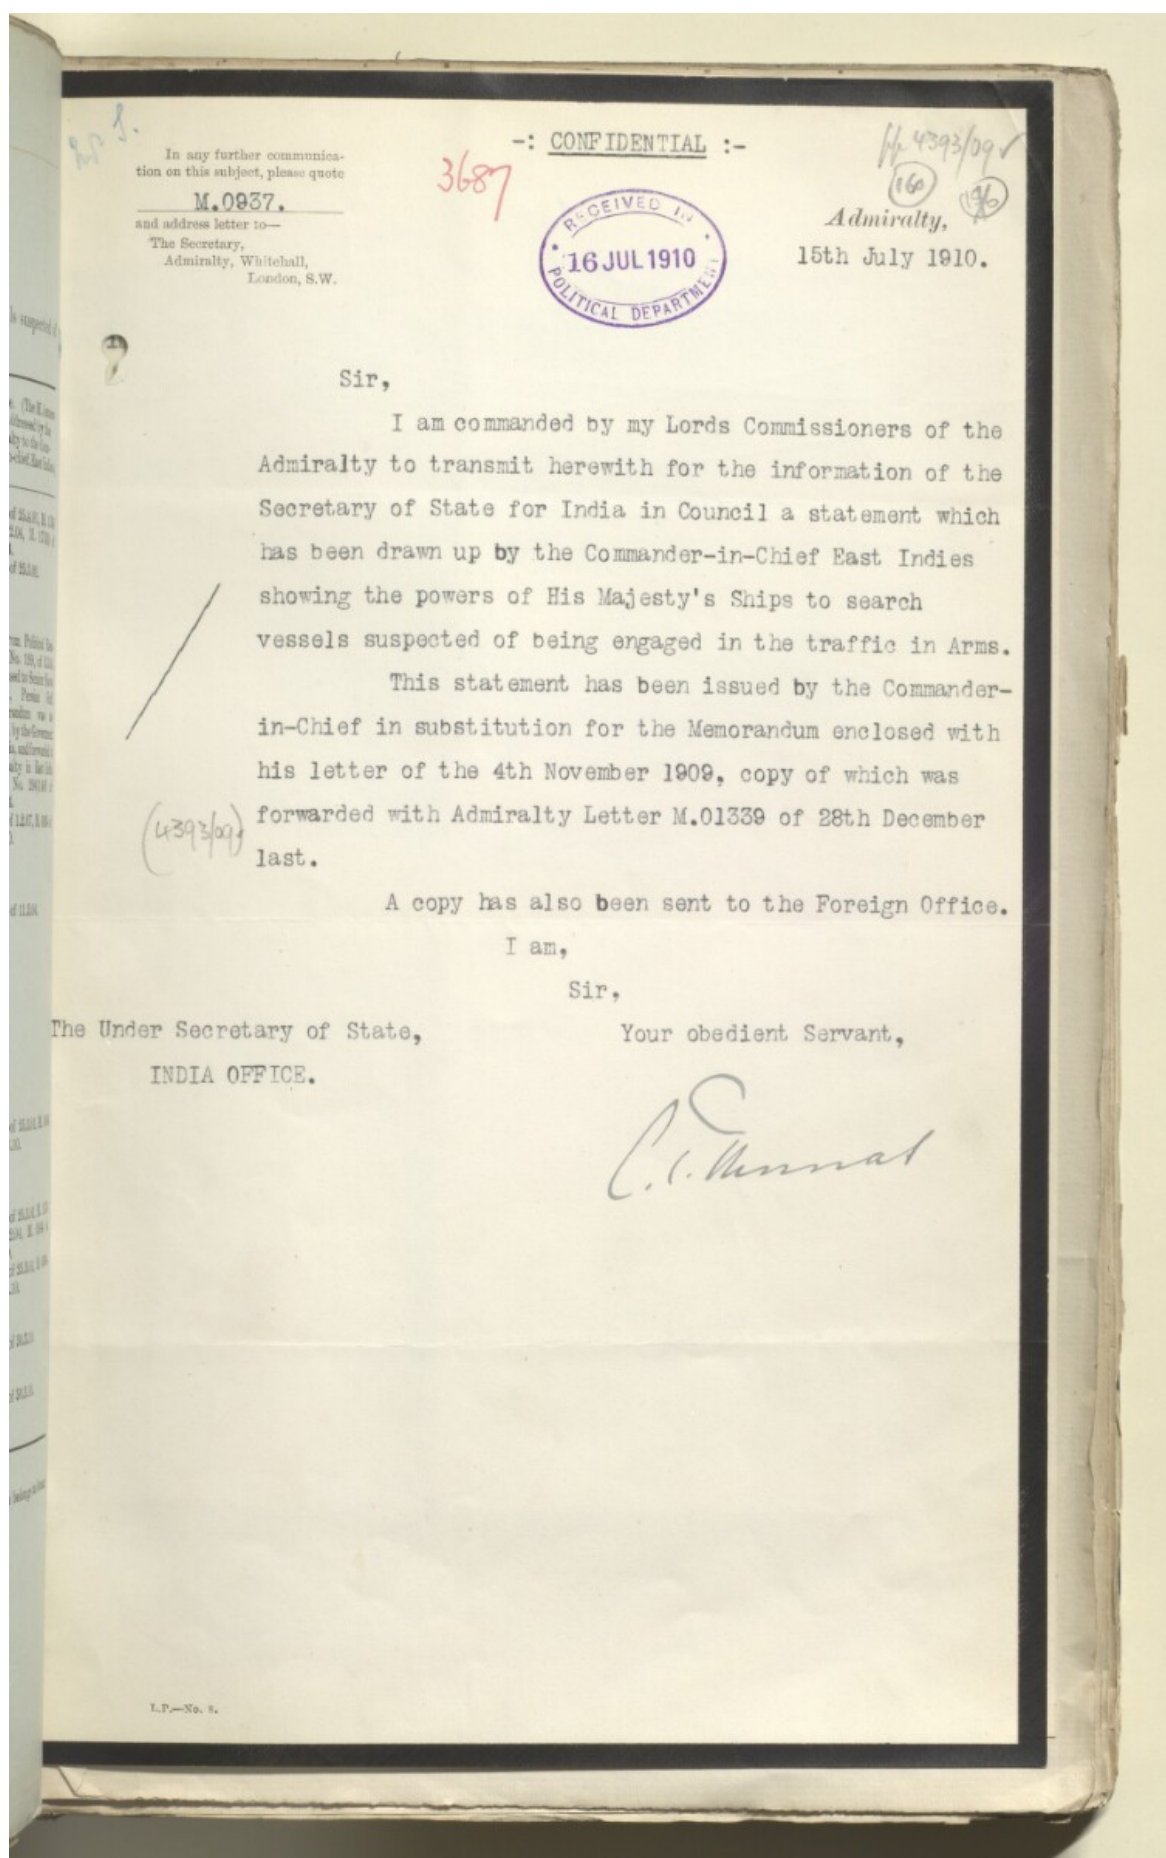 -: CONFIDENTIAL :-
3687
4393/09
160
In any further communica-
tion on this subject, please quote
M.0937.
and address letter to—
The Secretary,
Admiralty, Whitehall,
London, S.W.
RECEIVED IN
16 JUL 1910
POLITICAL DEPARTMENT
Admiralty,
15th July 1910.
Sir,
I am commanded by my Lords Commissioners of the
Admiralty to transmit herewith for the information of the
Secretary of State for India in Council a statement which
has been drawn up by the Commander-in-Chief East Indies
showing the powers of His Majesty's Ships to search
vessels suspected of being engaged in the traffic in Arms.
This statement has been issued by the Commander-
in-Chief in substitution for the Memorandum enclosed with
his letter of the 4th November 1909, copy of which was
(4393/09)
forwarded with Admiralty Letter M.01339 of 28th December
last.
A copy has also been sent to the Foreign Office.
I am,
Sir,
The Under Secretary of State,
Your obedient Servant,
INDIA OFFICE.
L.P.—No. 8.